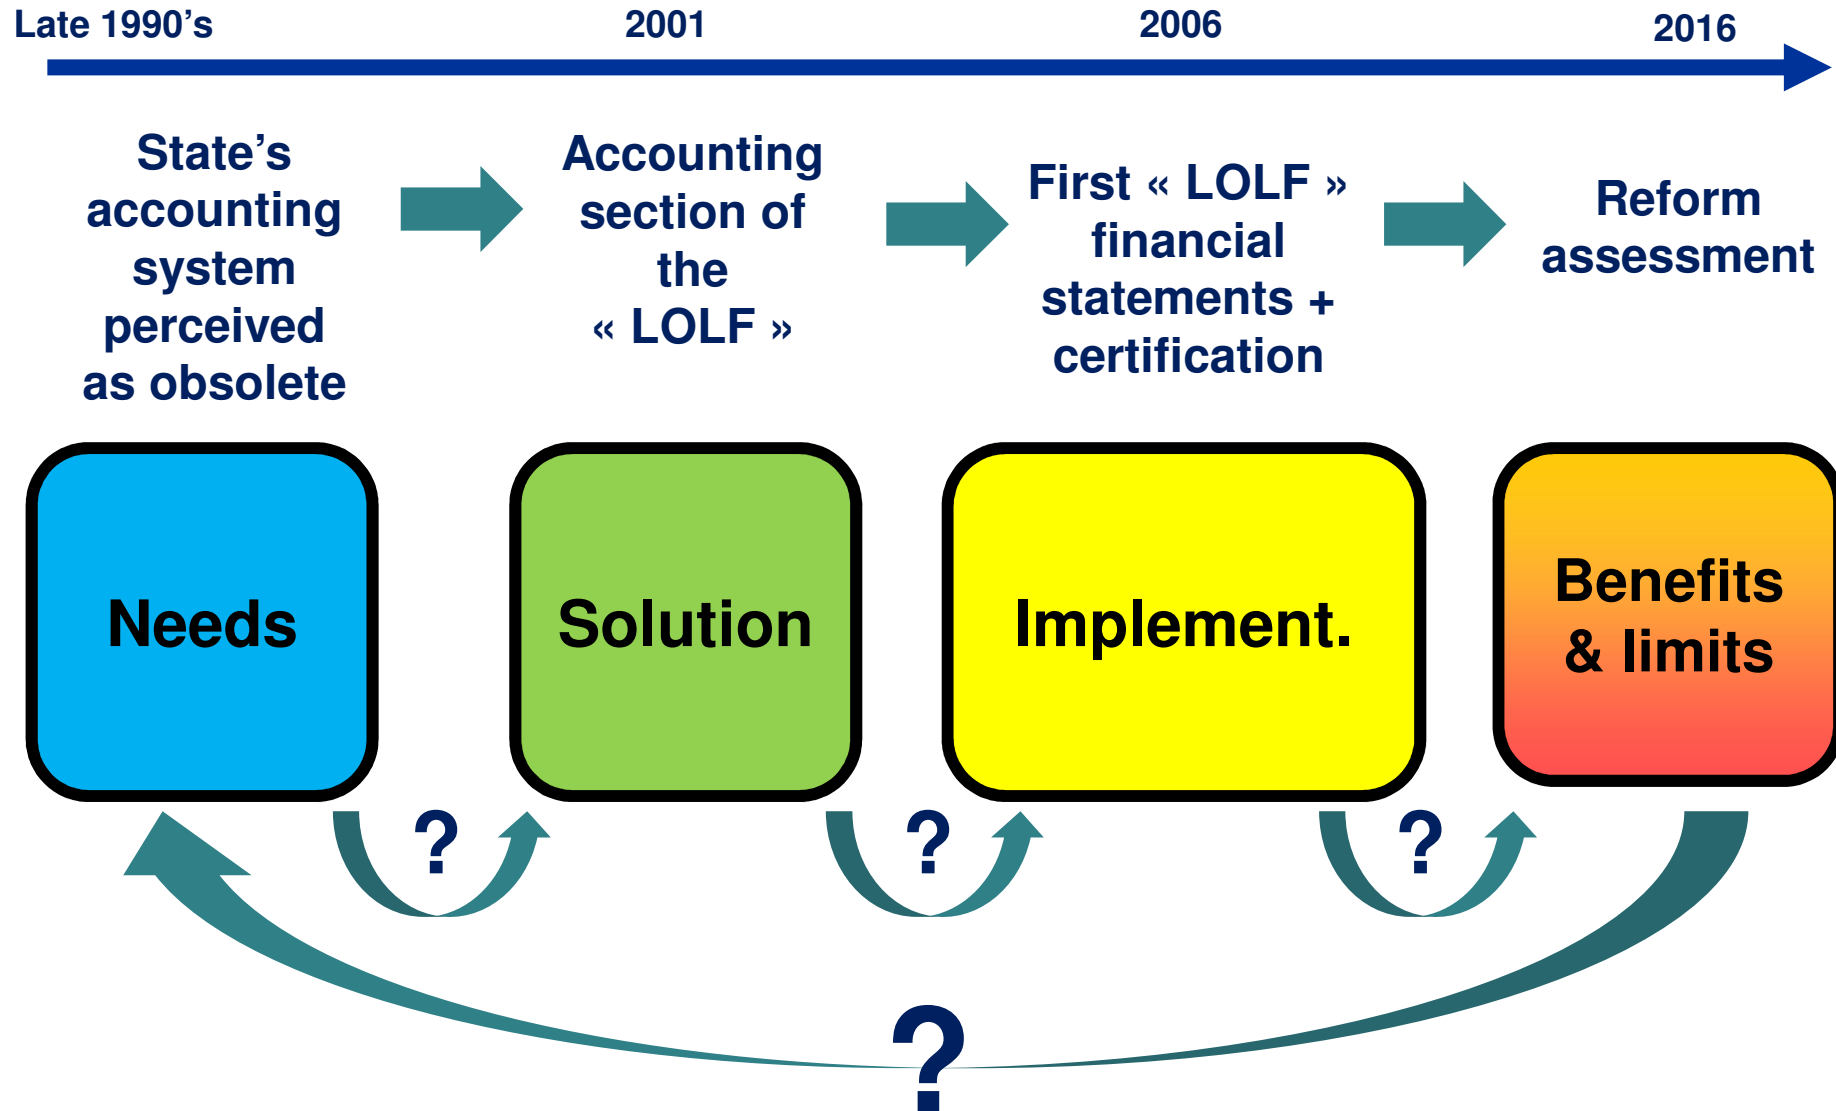 Late 1990’s
2001
2006
2016
State’s
accounting
system
perceived
as obsolete
Accounting
section of
the
« LOLF »
First « LOLF »
financial
statements +
certification
Reform
assessment
Needs
Solution
Implement.
Benefits
& limits
?
?
?
?